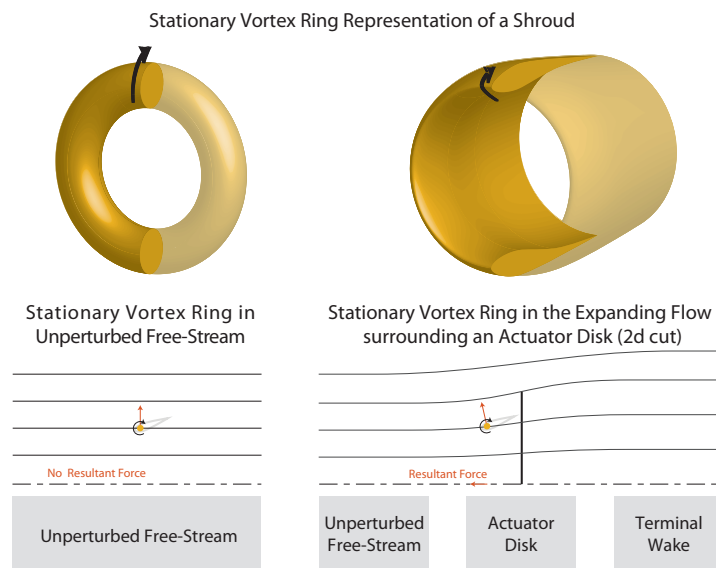 Stationary Vortex Ring Representation of a Shroud
Stationary Vortex Ring in
Unperturbed Free-Stream
Stationary Vortex Ring in the Expanding Flow
surrounding an Actuator Disk (2d cut)
No Resultant Force
Resultant Force
Unperturbed Free-Stream
Unperturbed
Free-Stream
Actuator
Disk
Terminal
Wake